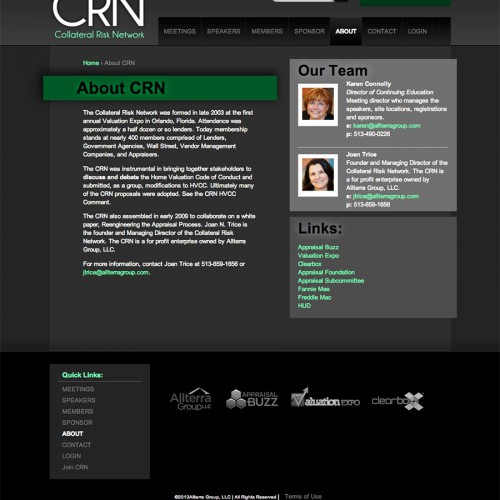 CRN
Collateral Risk Network
MEETINGS
SPEAKERS
MEMBERS
SPONSOR
ABOUT
CONTACT
LOGIN
Home › About CRN
About CRN
The Collateral Risk Network was formed in late 2003 at the first
annual Valuation Expo in Orlando, Florida. Attendance was
approximately a half dozen or so lenders. Today membership
stands at nearly 400 members comprised of Lenders,
Government Agencies, Wall Street, Vendor Management
Companies, and Appraisers.
The CRN was instrumental in bringing together stakeholders to
discuss and debate the Home Valuation Code of Conduct and
submitted, as a group, modifications to HVCC. Ultimately many
of the CRN proposals were adopted. See the CRN HVCC
Comment.
The CRN also assembled in early 2009 to collaborate on a white
paper, Reengineering the Appraisal Process. Joan N. Trice is
the founder and Managing Director of the Collateral Risk
Network. The CRN is a for profit enterprise owned by Allterra
Group, LLC.
For more information, contact Joan Trice at 513-659-1656 or
jtrice@allterragroup.com.
Our Team
Karen Connolly
Director of Continuing Education
Meeting director who manages the
speakers, site locations, registrations
and sponsors.
e: karen@allterragroup.com
p: 513-490-0228
Joan Trice
Founder and Managing Director of the
Collateral Risk Network. The CRN is
a for profit enterprise owned by
Allterra Group, LLC.
e: jtrice@allterragroup.com
p: 513-659-1656
Links:
Appraisal Buzz
Valuation Expo
Clearbox
Appraisal Foundation
Appraisal Subcommittee
Fannie Mae
Freddie Mac
HUD
Quick Links:
MEETINGS
SPEAKERS
MEMBERS
SPONSOR
ABOUT
CONTACT
LOGIN
Join CRN
Allterra
Group LLC
APPRAISAL
BUZZ
Valuation EXPO
clearbox
©2013Allterra Group, LLC | All Rights Reserved | Terms of Use